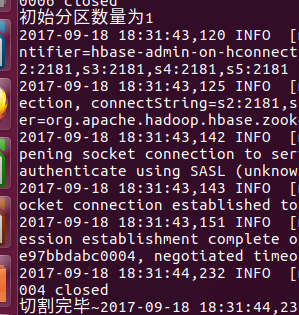 0006 closed
初始分区数量为1
2017-09-18 18:31:43,120 INFO  [
ntifier=hbase-admin-on-hconnect
2:2181,s3:2181,s4:2181,s5:2181
2017-09-18 18:31:43,125 INFO  [
ection, connectString=s2:2181,s
er=org.apache.hadoop.hbase.zook
2017-09-18 18:31:43,142 INFO  [
pening socket connection to ser
authenticate using SASL (unknow
2017-09-18 18:31:43,143 INFO  [
ocket connection established to
2017-09-18 18:31:43,151 INFO  [
ession establishment complete o
e97bbdabc0004, negotiated timeo
2017-09-18 18:31:44,232 INFO  [
004 closed
切割完毕~2017-09-18 18:31:44,23